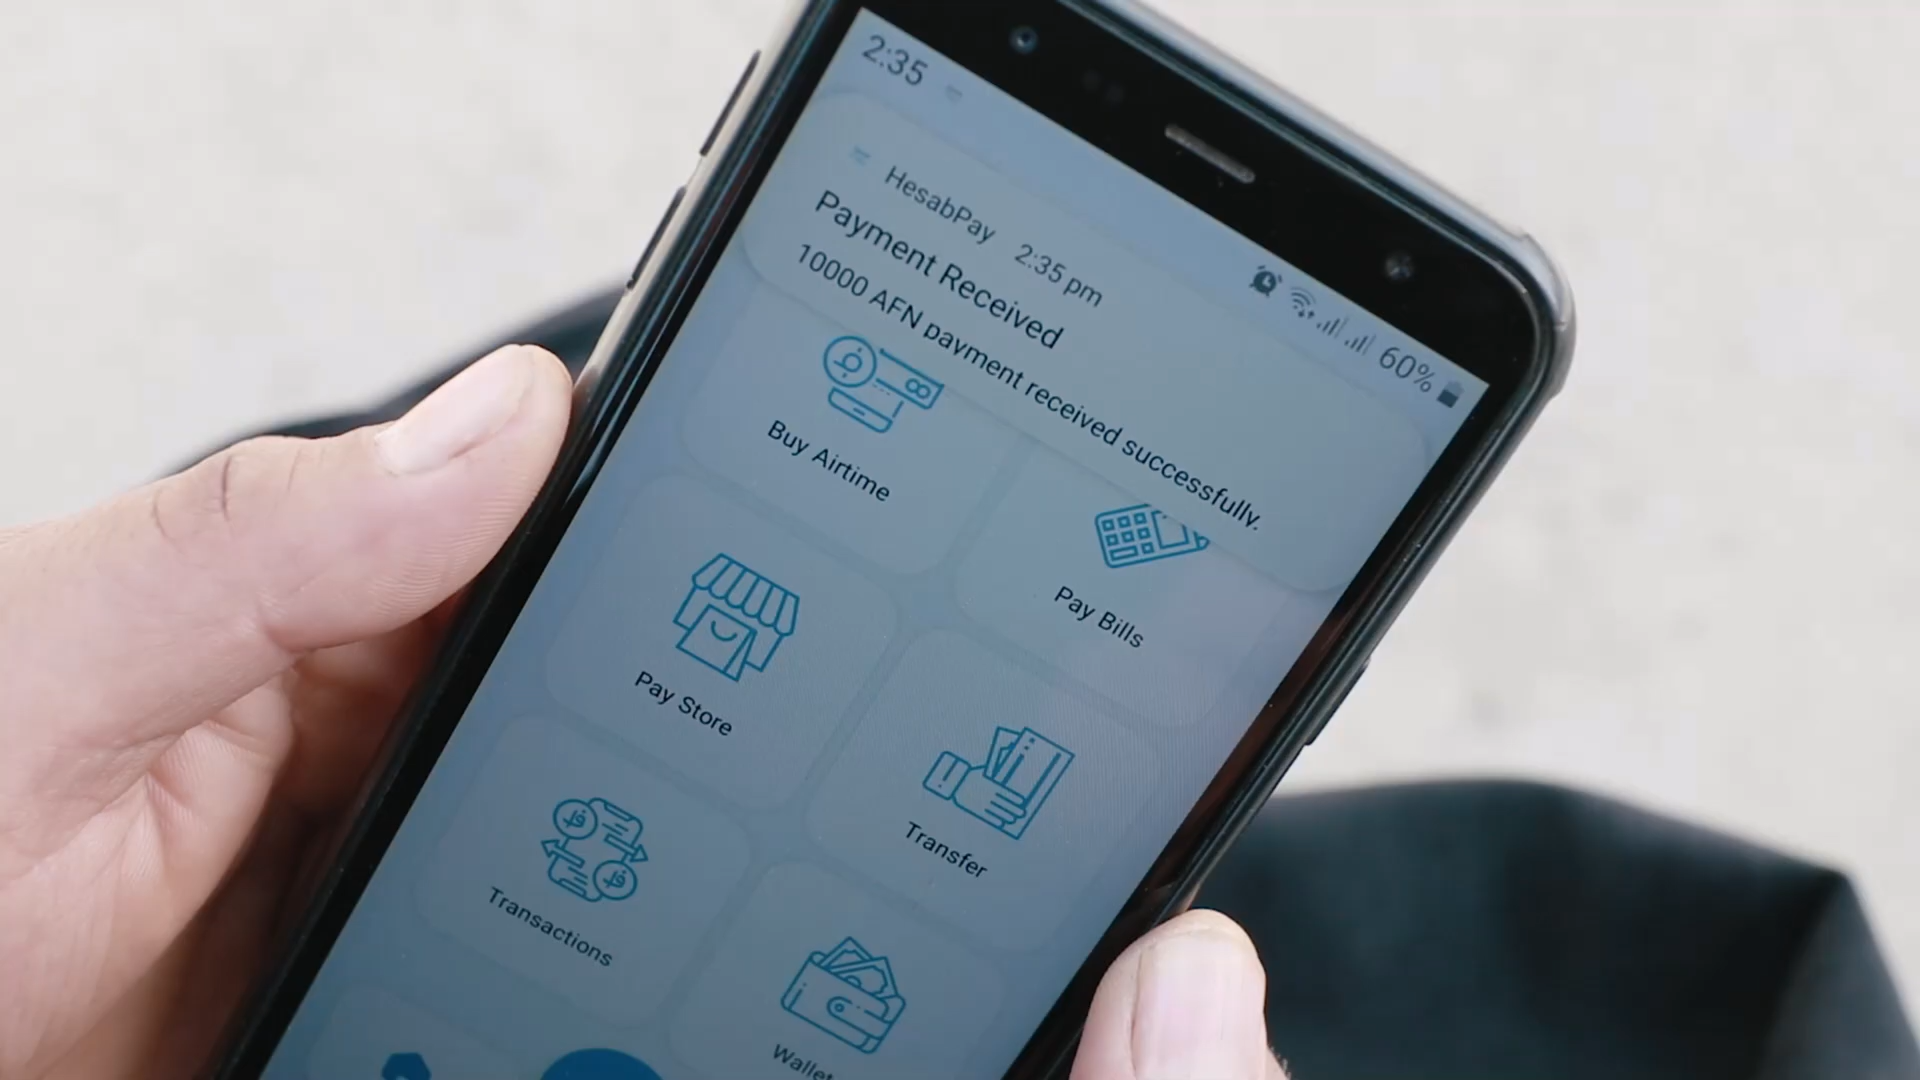 2:35
60%
HesabPay 2:35 pm
Payment Received
10000 AFN payment received successfully.
Buy Airtime
Pay Bills
Pay Store
Transfer
Transactions
Wallet